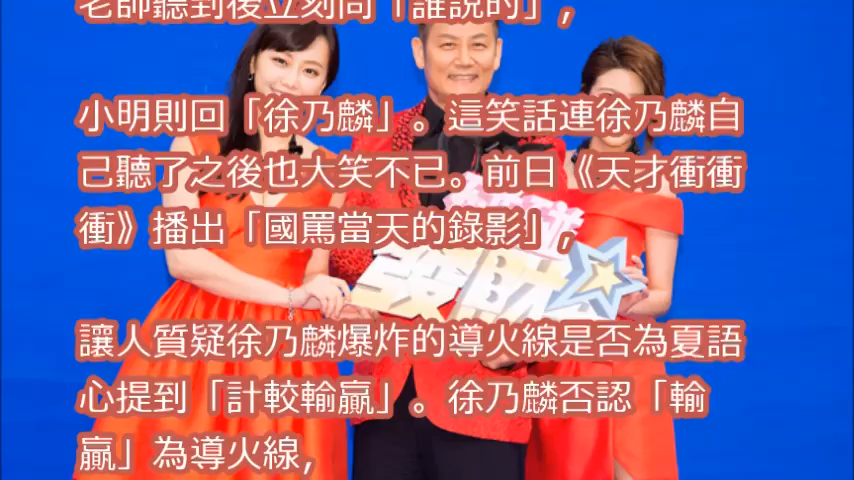 老師聽到後立刻問「誰說的」,
小明則回「徐乃麟」。這笑話連徐乃麟自
己聽了之後也大笑不已。前日《天才衝衝
衝》播出「國罵當天的錄影」,
發財
讓人質疑徐乃麟爆炸的導火線是否為夏語
心提到「計較輸贏」。徐乃麟否認「輸
贏」為導火線,